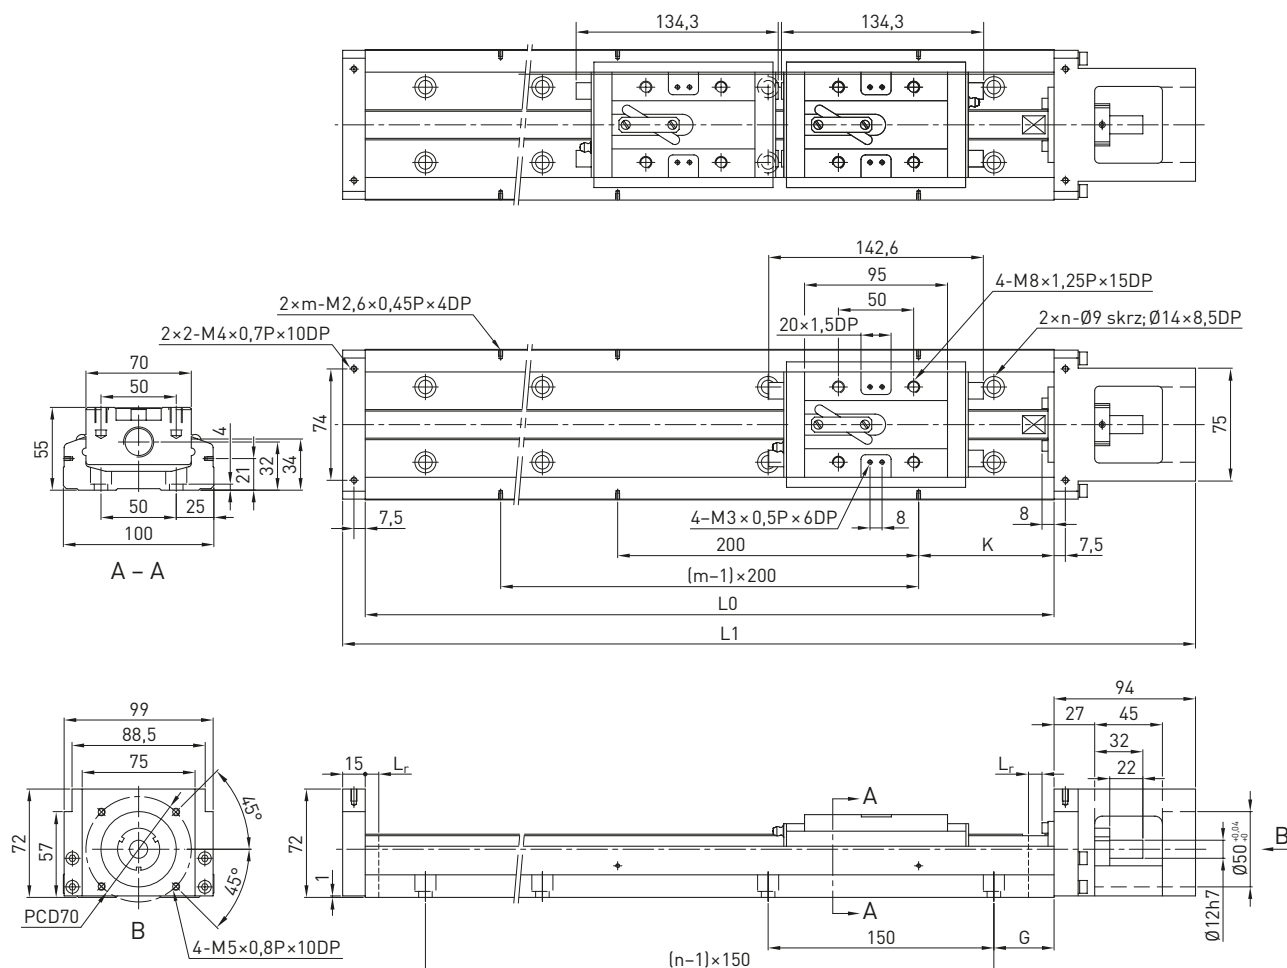 134,3
134,3
142,6
95
4-M8×1,25P×15DP
50
2×m-M2,6×0,45P×4DP
20×1,5DP
2×n-Ø9 skrz; Ø14×8,5DP
2×2-M4×0,7P×10DP
70
50
4
55
74
75
21
32
34
50
25
100
7,5
4–M3×0,5P×6DP
8
8
7,5
200
K
A – A
(m–1)×200
L0
L1
99
88,5
75
45°
45°
72
57
PCD70
B
4-M5×0,8P×10DP
94
27
45
32
22
15
Lr
Lr
A
72
1
Ø50 +0,04 +0
B
Ø12h7
A
150
G
(n–1)×150